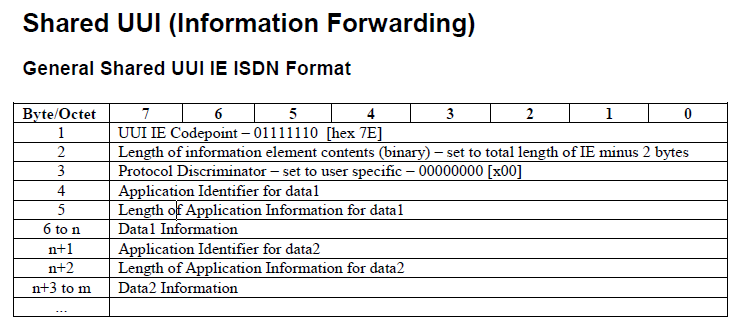 Shared UUI (Information Forwarding)
General Shared UUI IE ISDN Format
Byte/Octet 7 6 5 4 3 2 1 0
1 UUI IE Codepoint – 01111110 [hex 7E]
2 Length of information element contents (binary) – set to total length of IE minus 2 bytes
3 Protocol Discriminator – set to user specific – 00000000 [x00]
4 Application Identifier for data1
5 Length of Application Information for data1
6 to n Data1 Information
n+1 Application Identifier for data2
n+2 Length of Application Information for data2
n+3 to m Data2 Information
...